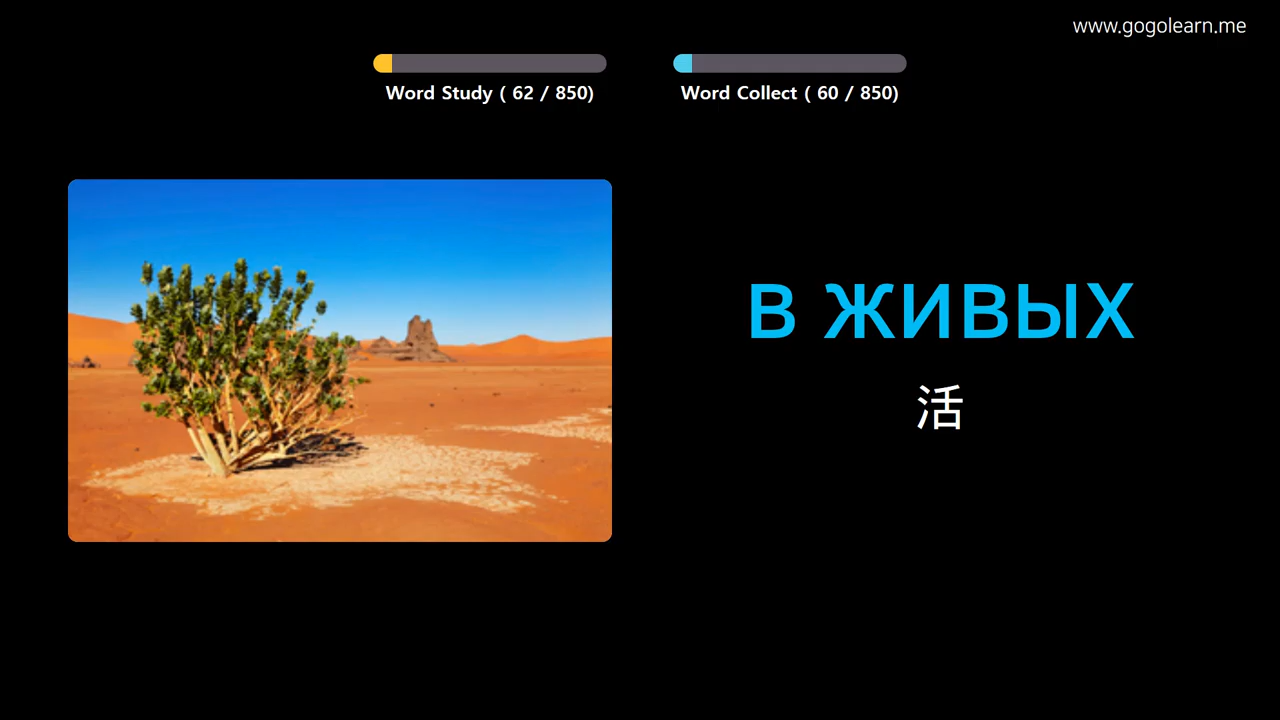 www.gogolearn.me
Word Study ( 62 / 850)
Word Collect ( 60 / 850)
в живых
活